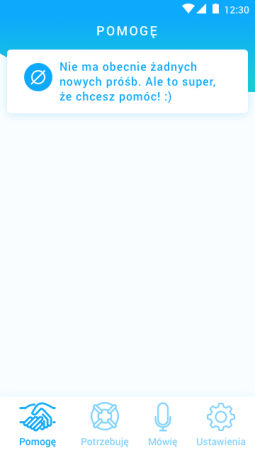 12:30
POMOGĘ
Nie ma obecnie żadnych
nowych próśb. Ale to super,
że chcesz pomóc! :)
Pomogę Potrzebuję Mówię Ustawienia